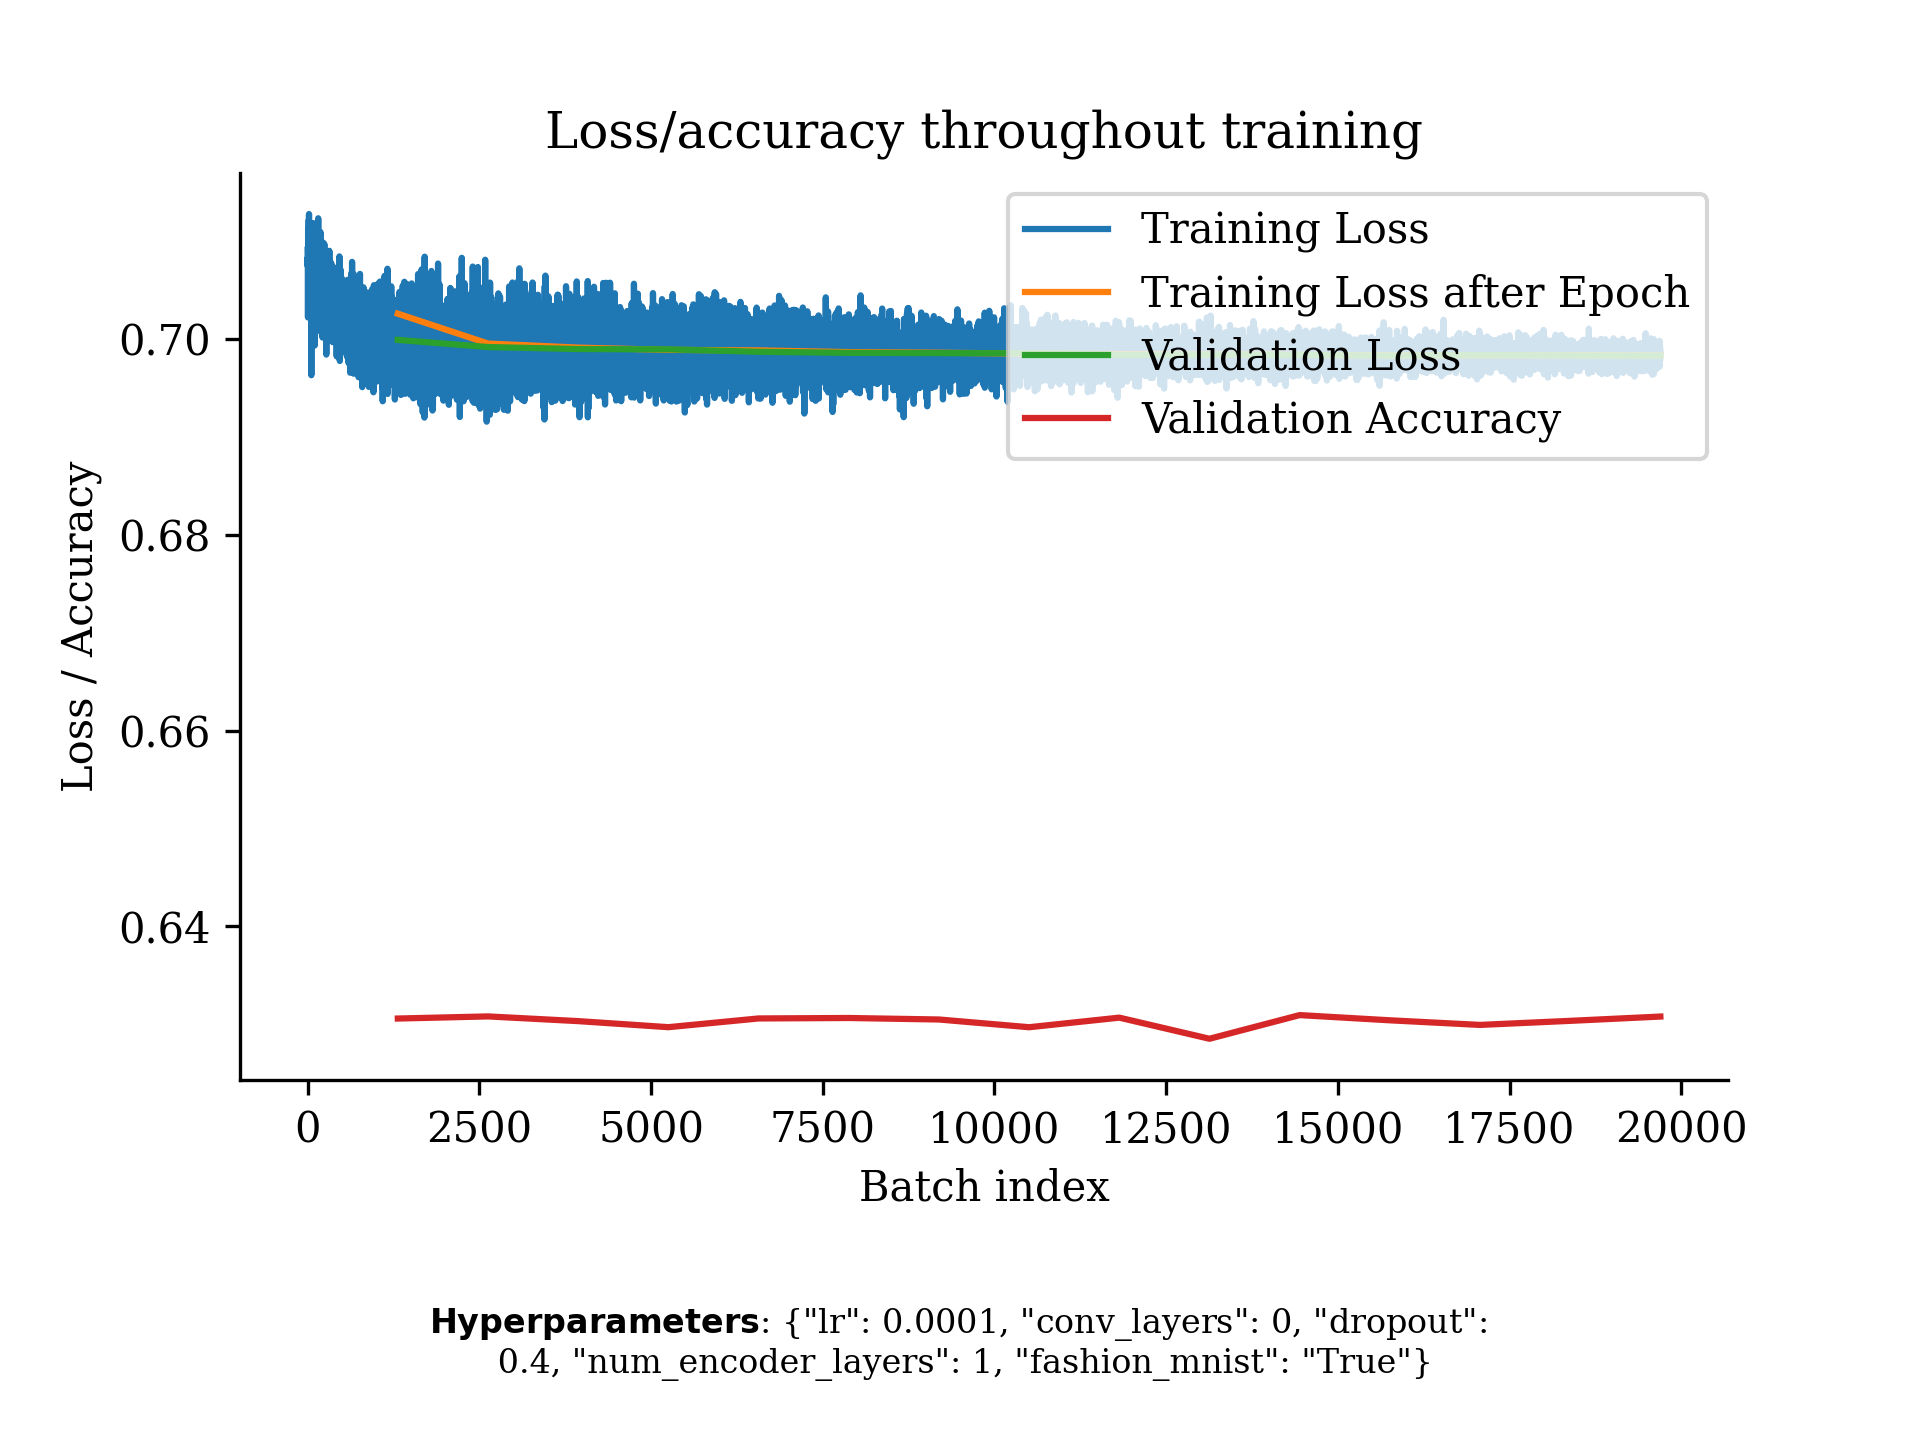 Loss/accuracy throughout training
Training Loss
Training Loss after Epoch
Validation Loss
Validation Accuracy
Loss / Accuracy
0.70
0.68
0.66
0.64
0 2500 5000 7500 10000 12500 15000 17500 20000
Batch index
Hyperparameters: {"lr": 0.0001, "conv_layers": 0, "dropout":
0.4, "num_encoder_layers": 1, "fashion_mnist": "True"}